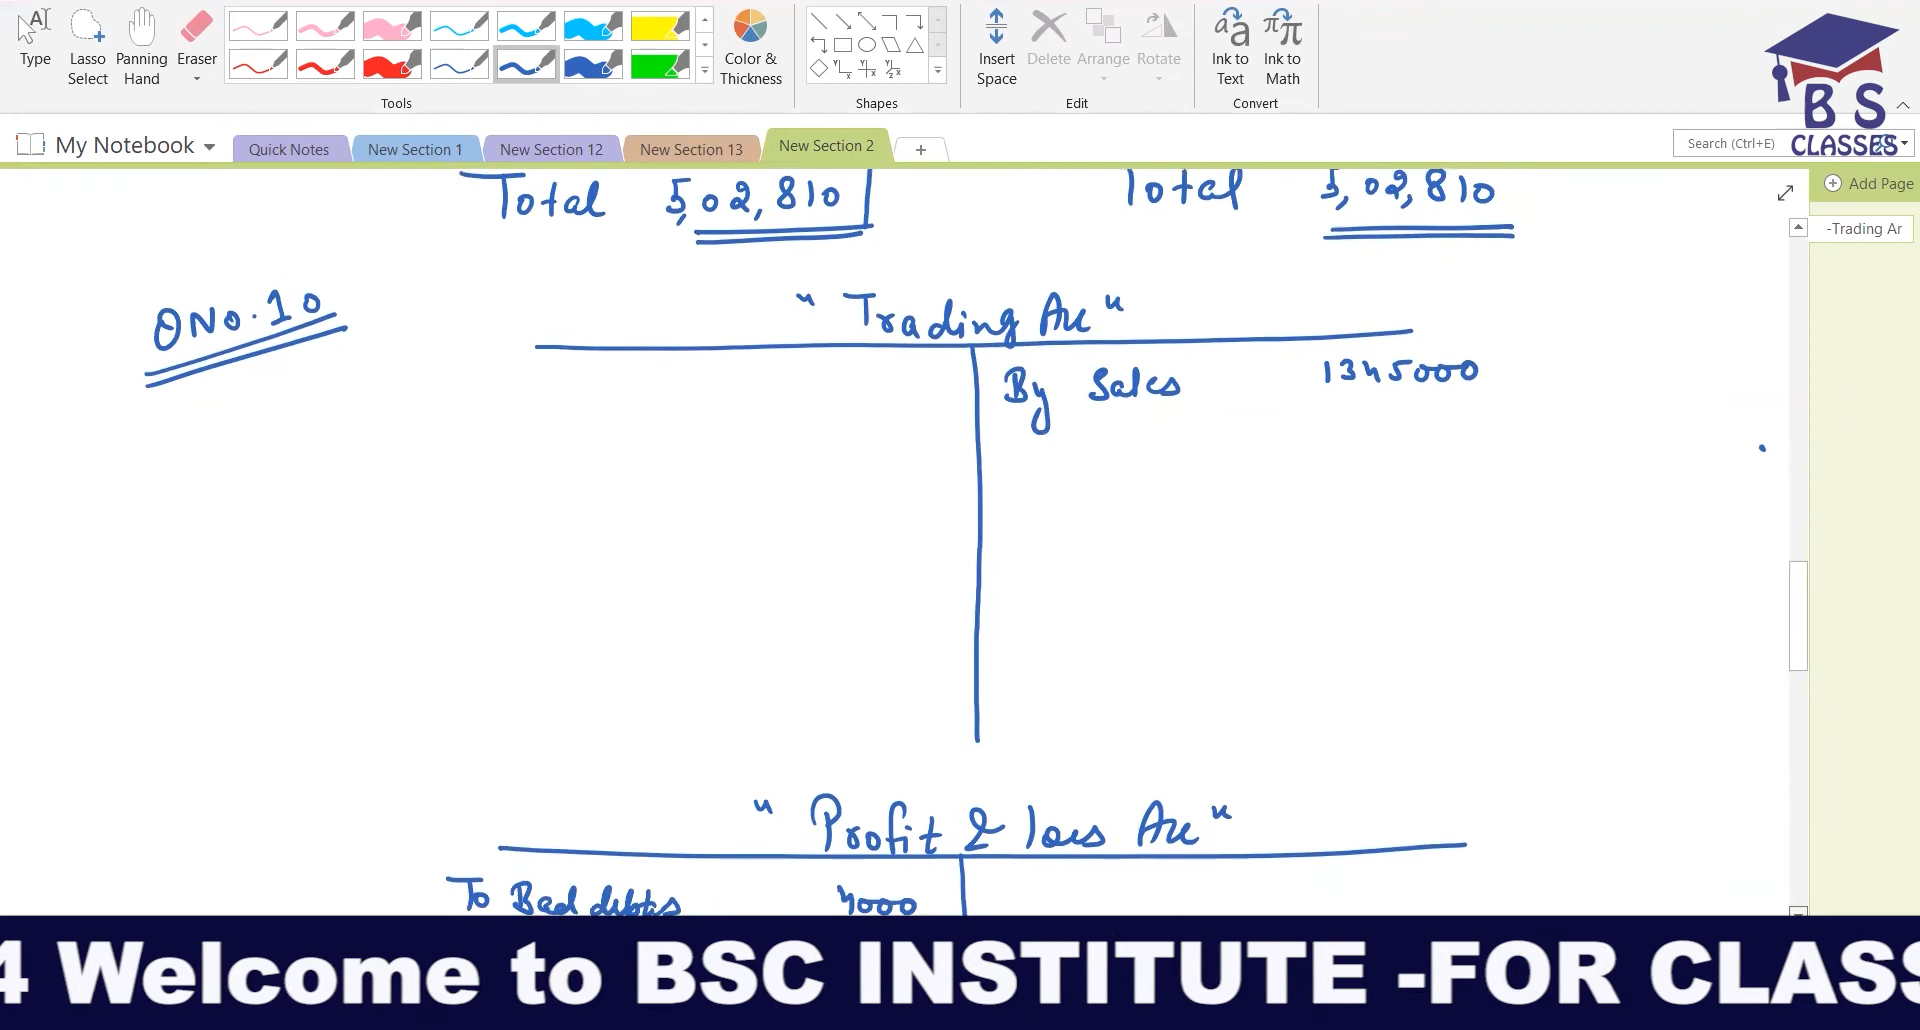 Type
Lasso Select
Panning Hand
Eraser
Color & Thickness
Insert Space
Delete
Arrange
Rotate
Ink to Text
Ink to Math
Tools
Shapes
Edit
Convert
B S
CLASSES
My Notebook
Quick Notes
New Section 1
New Section 12
New Section 13
New Section 2
+
Search (Ctrl+E)
Add Page
-Trading Ar
Total 5,02,810
Total 5,02,810
QNo.10
" Trading A/c "
By Sales 1345000
" Profit & loss A/c "
To Bad debts 4000
4 Welcome to BSC INSTITUTE -FOR CLASS